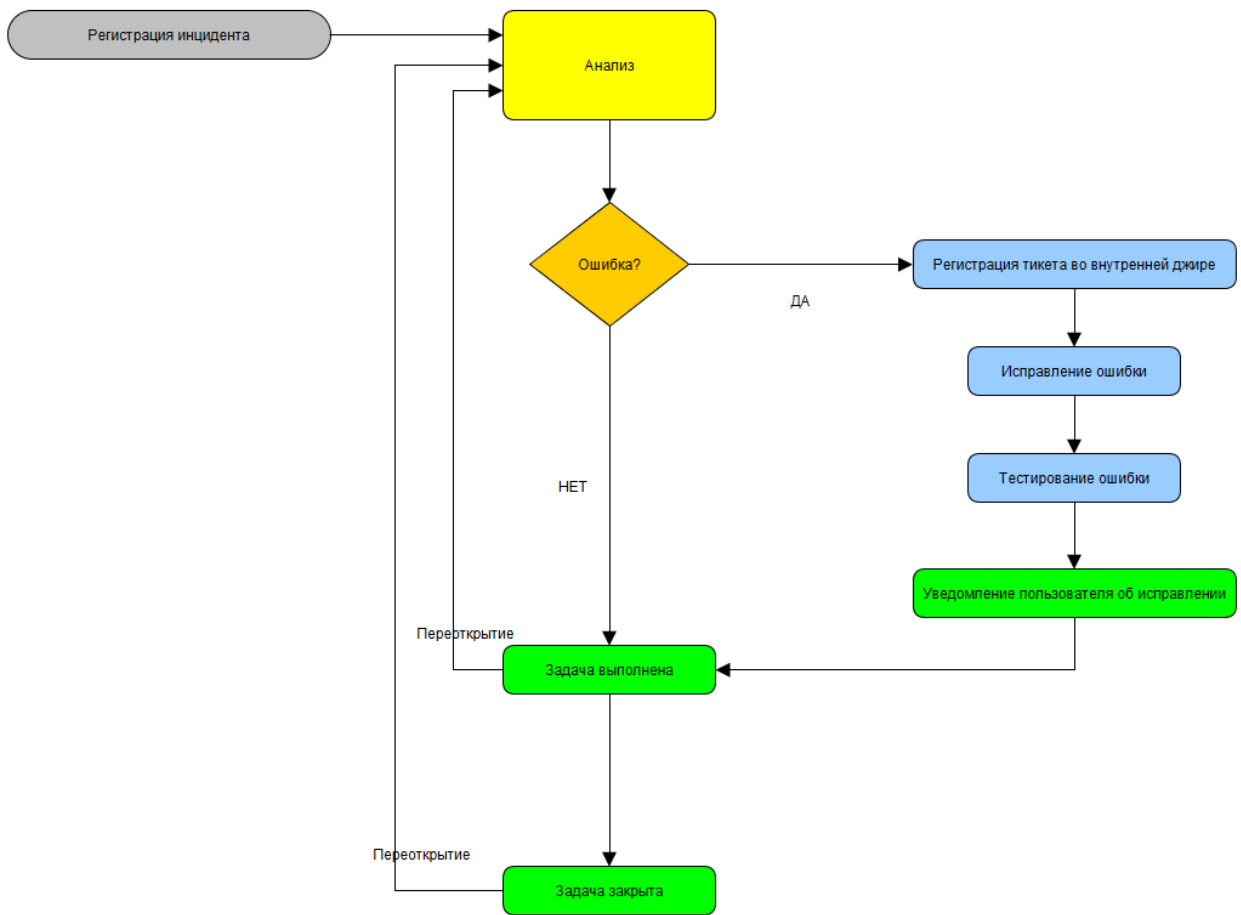 Регистрация инцидента
Анализ
Ошибка?
ДА
Регистрация тикета во внутренней джире
Исправление ошибки
Тестирование ошибки
НЕТ
Уведомление пользователя об исправлении
Переоткрытие
Задача выполнена
Переоткрытие
Задача закрыта